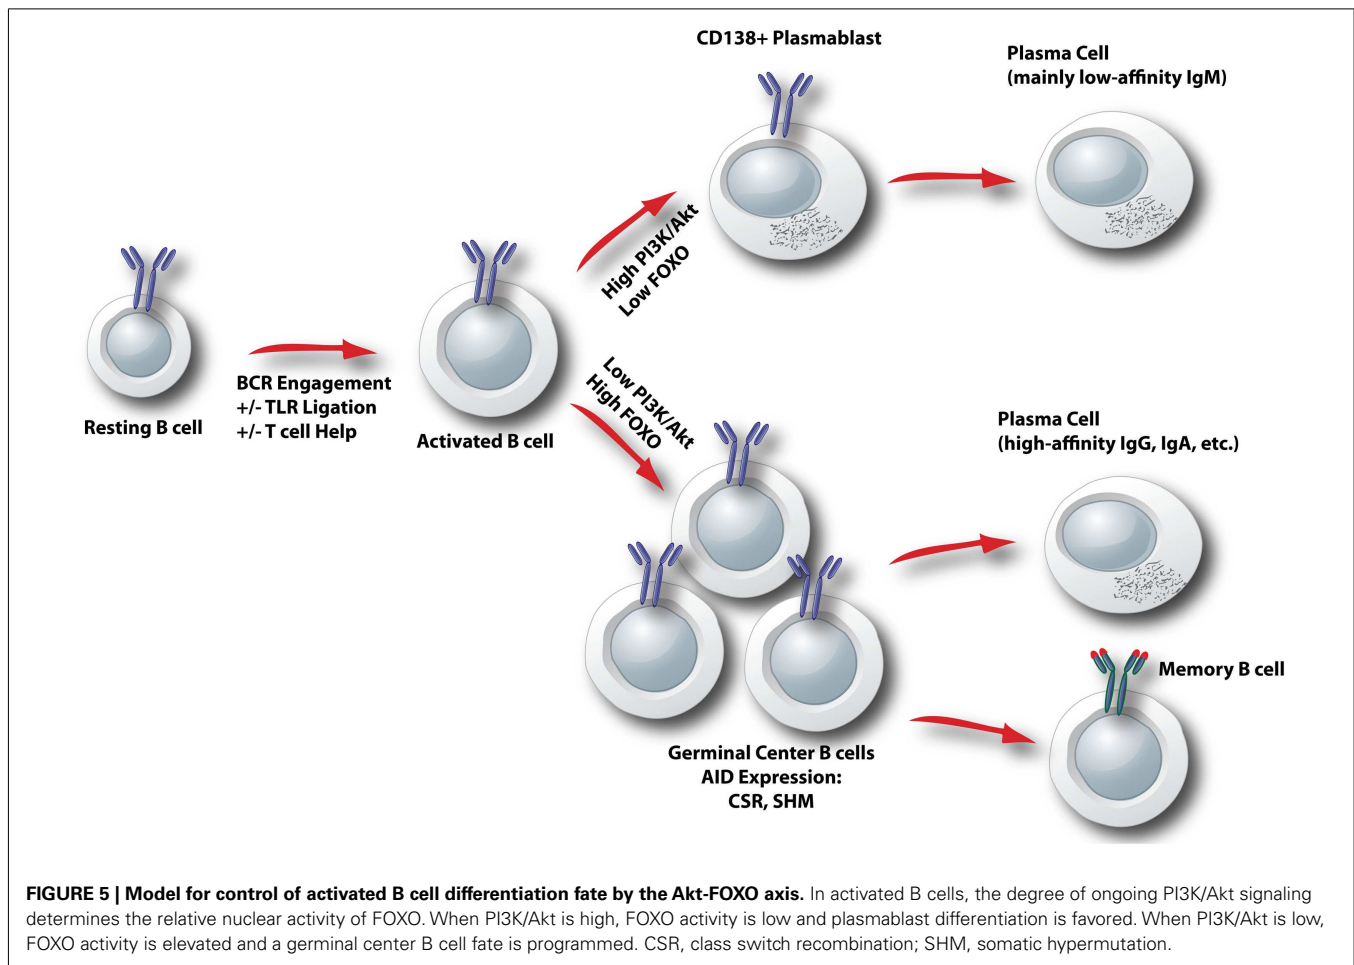 CD138+ Plasmablast
Plasma Cell
(mainly low-affinity IgM)
High PI3K/Akt
Low FOXO
BCR Engagement
+/- TLR Ligation
+/- T cell Help
Resting B cell
Activated B cell
Low PI3K/Akt
High FOXO
Plasma Cell
(high-affinity IgG, IgA, etc.)
Memory B cell
Germinal Center B cells
AID Expression:
CSR, SHM
FIGURE 5 | Model for control of activated B cell differentiation fate by the Akt-FOXO axis. In activated B cells, the degree of ongoing PI3K/Akt signaling
determines the relative nuclear activity of FOXO. When PI3K/Akt is high, FOXO activity is low and plasmablast differentiation is favored. When PI3K/Akt is low,
FOXO activity is elevated and a germinal center B cell fate is programmed. CSR, class switch recombination; SHM, somatic hypermutation.